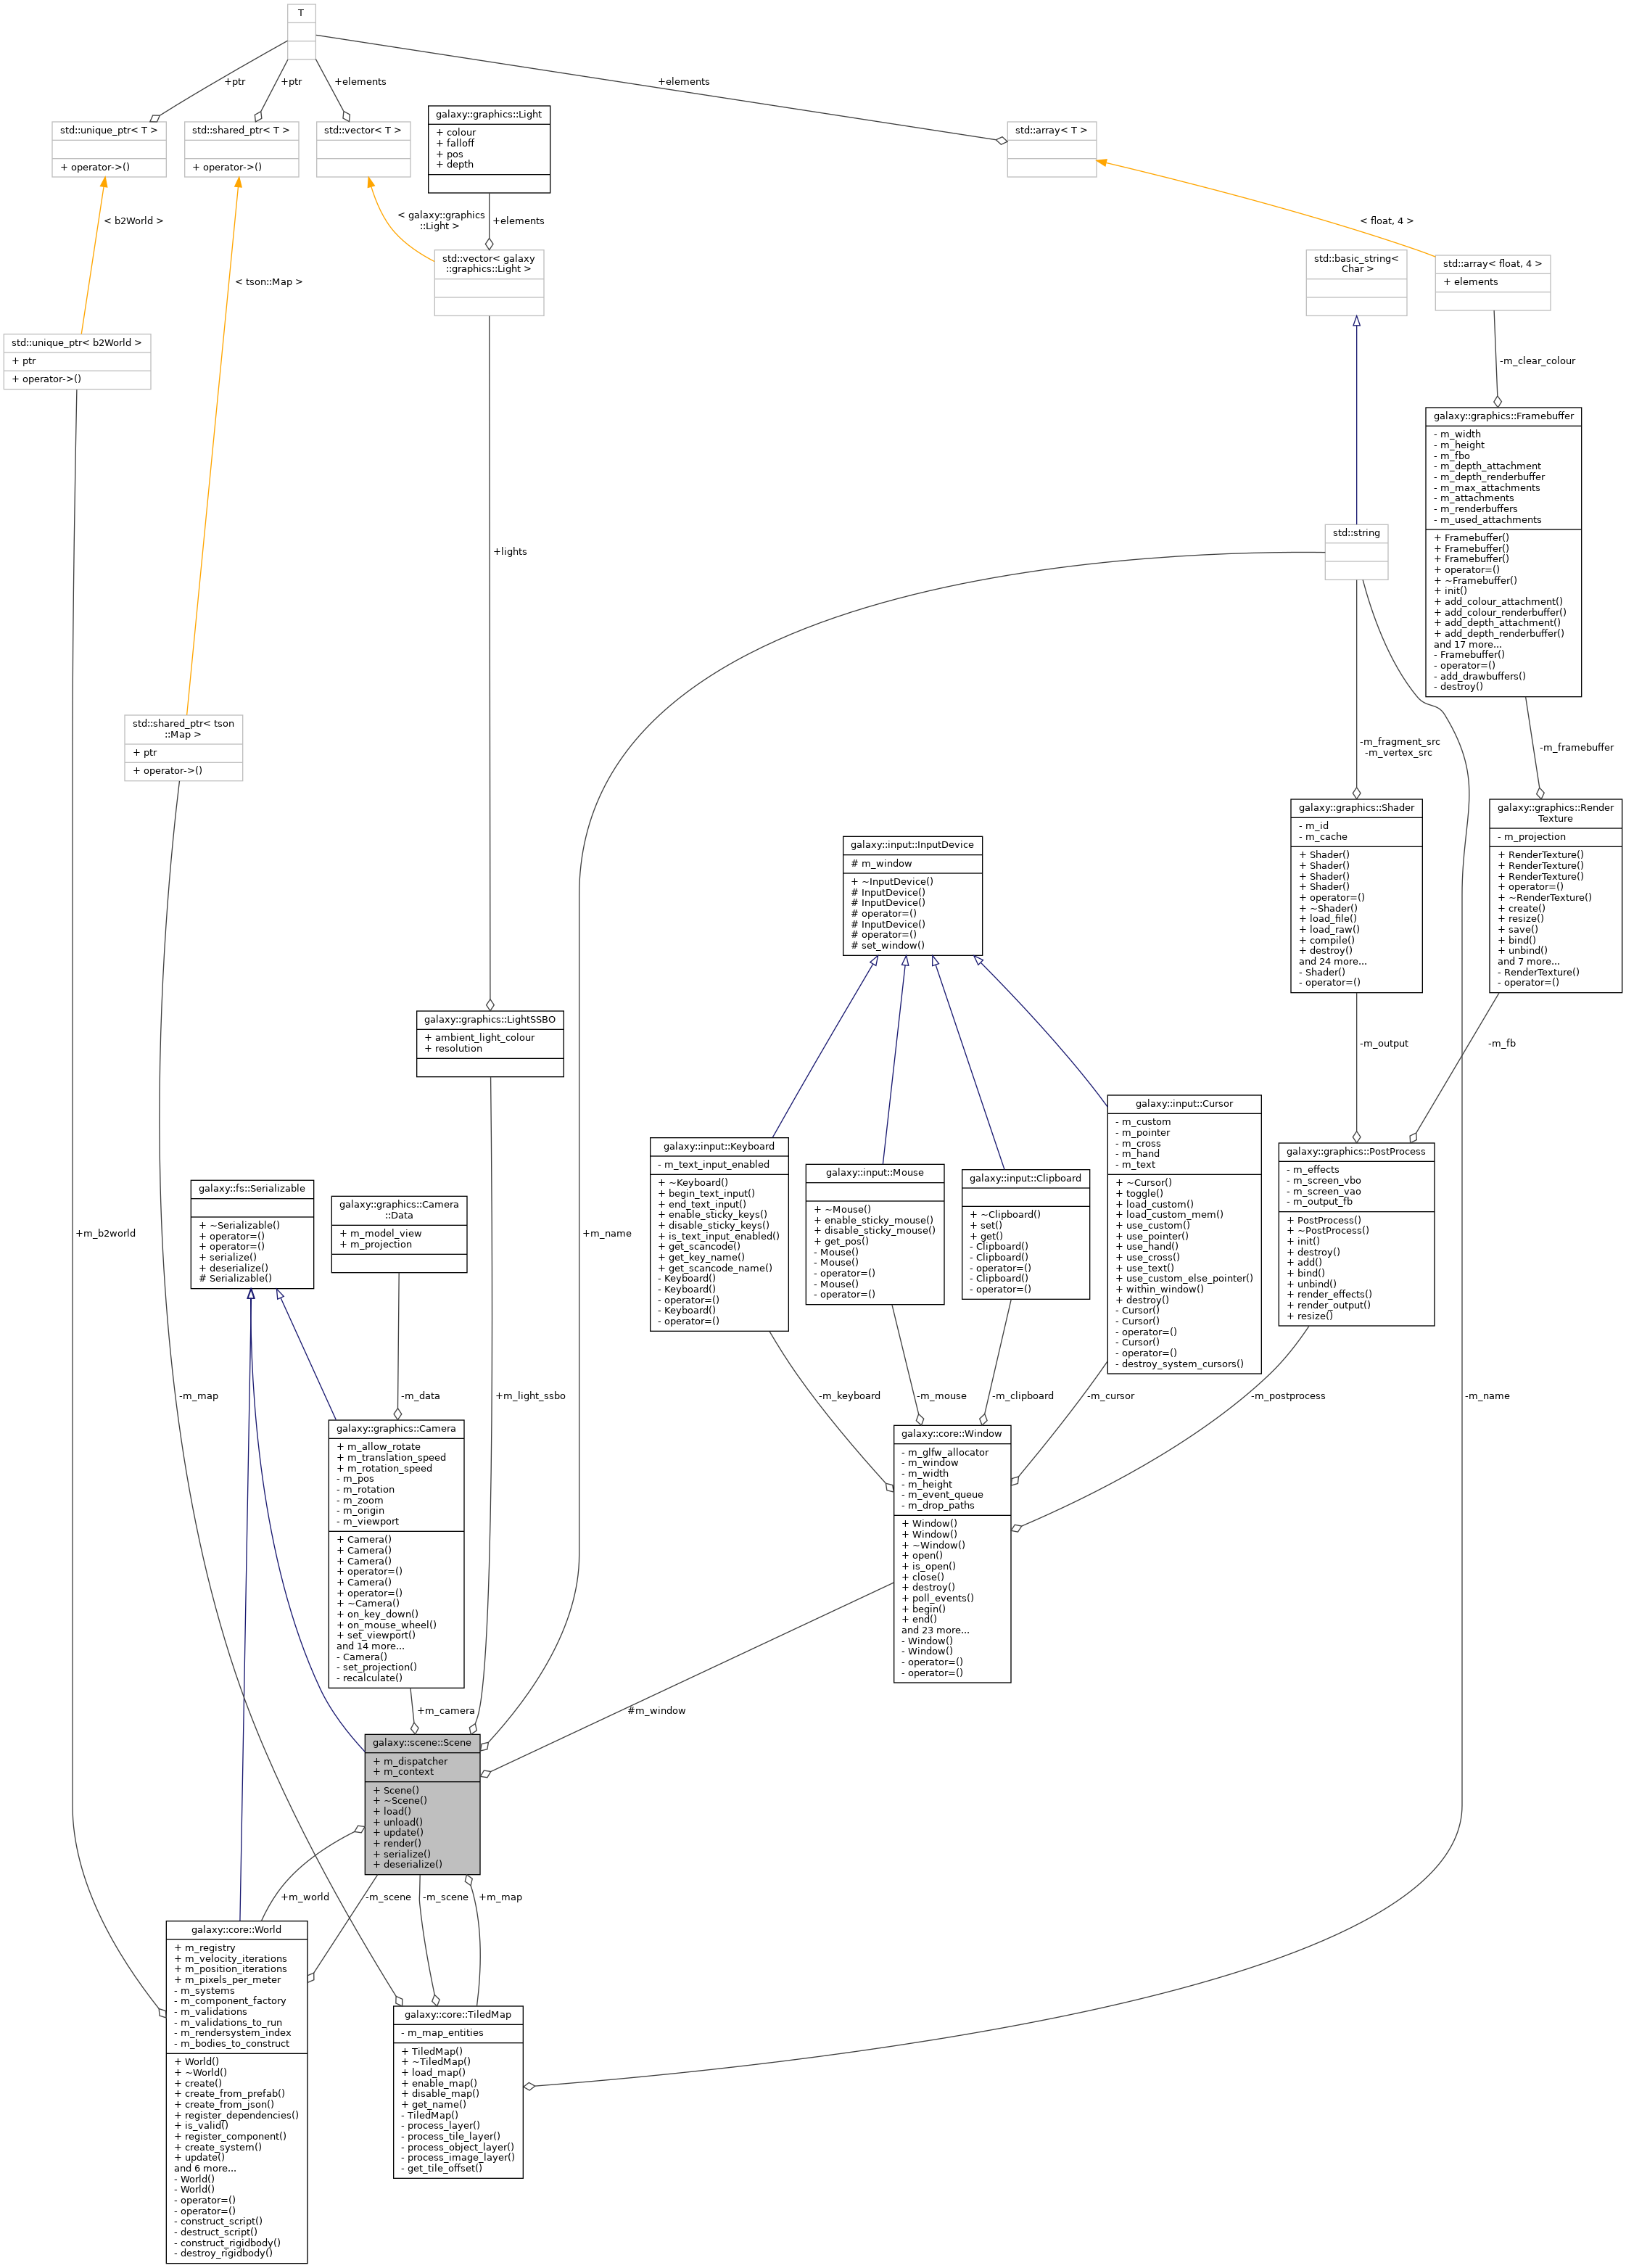 T
+ptr
+ptr
+elements
+elements
std::unique_ptr< T >
+ operator->()
std::shared_ptr< T >
+ operator->()
std::vector< T >
galaxy::graphics::Light
+ colour
+ falloff
+ pos
+ depth
std::array< T >
< b2World >
< galaxy::graphics
::Light >
+elements
< float, 4 >
< tson::Map >
std::vector< galaxy
::graphics::Light >
std::basic_string<
Char >
std::array< float, 4 >
+ elements
std::unique_ptr< b2World >
+ ptr
+ operator->()
-m_clear_colour
galaxy::graphics::Framebuffer
- m_width
- m_height
- m_fbo
- m_depth_attachment
- m_depth_renderbuffer
- m_max_attachments
- m_attachments
- m_renderbuffers
- m_used_attachments
+ Framebuffer()
+ Framebuffer()
+ Framebuffer()
+ operator=()
+ ~Framebuffer()
+ init()
+ add_colour_attachment()
+ add_colour_renderbuffer()
+ add_depth_attachment()
+ add_depth_renderbuffer()
and 17 more...
- Framebuffer()
- operator=()
- add_drawbuffers()
- destroy()
+lights
std::string
std::shared_ptr< tson
::Map >
+ ptr
+ operator->()
-m_fragment_src
-m_vertex_src
-m_framebuffer
galaxy::graphics::Shader
- m_id
- m_cache
+ Shader()
+ Shader()
+ Shader()
+ Shader()
+ operator=()
+ ~Shader()
+ load_file()
+ load_raw()
+ compile()
+ destroy()
and 24 more...
- Shader()
- operator=()
galaxy::graphics::Render
Texture
- m_projection
+ RenderTexture()
+ RenderTexture()
+ RenderTexture()
+ operator=()
+ ~RenderTexture()
+ create()
+ resize()
+ save()
+ bind()
+ unbind()
and 7 more...
- RenderTexture()
- operator=()
galaxy::input::InputDevice
# m_window
+ ~InputDevice()
# InputDevice()
# InputDevice()
# operator=()
# InputDevice()
# operator=()
# set_window()
galaxy::graphics::LightSSBO
+ ambient_light_colour
+ resolution
-m_output
-m_fb
galaxy::input::Keyboard
- m_text_input_enabled
+ ~Keyboard()
+ begin_text_input()
+ end_text_input()
+ enable_sticky_keys()
+ disable_sticky_keys()
+ is_text_input_enabled()
+ get_scancode()
+ get_key_name()
+ get_scancode_name()
- Keyboard()
- Keyboard()
- operator=()
- Keyboard()
- operator=()
galaxy::input::Mouse
+ ~Mouse()
+ enable_sticky_mouse()
+ disable_sticky_mouse()
+ get_pos()
- Mouse()
- Mouse()
- operator=()
- Mouse()
- operator=()
galaxy::input::Clipboard
+ ~Clipboard()
+ set()
+ get()
- Clipboard()
- Clipboard()
- operator=()
- Clipboard()
- operator=()
galaxy::input::Cursor
- m_custom
- m_pointer
- m_cross
- m_hand
- m_text
+ ~Cursor()
+ toggle()
+ load_custom()
+ load_custom_mem()
+ use_custom()
+ use_pointer()
+ use_hand()
+ use_cross()
+ use_text()
+ use_custom_else_pointer()
+ within_window()
+ destroy()
- Cursor()
- Cursor()
- operator=()
- Cursor()
- operator=()
- destroy_system_cursors()
galaxy::graphics::PostProcess
- m_effects
- m_screen_vbo
- m_screen_vao
- m_output_fb
+ PostProcess()
+ ~PostProcess()
+ init()
+ destroy()
+ add()
+ bind()
+ unbind()
+ render_effects()
+ render_output()
+ resize()
galaxy::fs::Serializable
+ ~Serializable()
+ operator=()
+ operator=()
+ serialize()
+ deserialize()
# Serializable()
galaxy::graphics::Camera
::Data
+ m_model_view
+ m_projection
+m_b2world
+m_name
-m_map
-m_data
+m_light_ssbo
-m_keyboard
-m_mouse
-m_clipboard
-m_cursor
-m_postprocess
-m_name
galaxy::graphics::Camera
+ m_allow_rotate
+ m_translation_speed
+ m_rotation_speed
- m_pos
- m_rotation
- m_zoom
- m_origin
- m_viewport
+ Camera()
+ Camera()
+ Camera()
+ operator=()
+ Camera()
+ operator=()
+ ~Camera()
+ on_key_down()
+ on_mouse_wheel()
+ set_viewport()
and 14 more...
- Camera()
- set_projection()
- recalculate()
galaxy::core::Window
- m_glfw_allocator
- m_window
- m_width
- m_height
- m_event_queue
- m_drop_paths
+ Window()
+ Window()
+ ~Window()
+ open()
+ is_open()
+ close()
+ destroy()
+ poll_events()
+ begin()
+ end()
and 23 more...
- Window()
- Window()
- operator=()
- operator=()
+m_camera
#m_window
galaxy::scene::Scene
+ m_dispatcher
+ m_context
+ Scene()
+ ~Scene()
+ load()
+ unload()
+ update()
+ render()
+ serialize()
+ deserialize()
+m_world
-m_scene
-m_scene
+m_map
galaxy::core::World
+ m_registry
+ m_velocity_iterations
+ m_position_iterations
+ m_pixels_per_meter
- m_systems
- m_component_factory
- m_validations
- m_validations_to_run
- m_rendersystem_index
- m_bodies_to_construct
+ World()
+ ~World()
+ create()
+ create_from_prefab()
+ create_from_json()
+ register_dependencies()
+ is_valid()
+ register_component()
+ create_system()
+ update()
and 6 more...
- World()
- World()
- operator=()
- operator=()
- construct_script()
- destruct_script()
- construct_rigidbody()
- destroy_rigidbody()
galaxy::core::TiledMap
- m_map_entities
+ TiledMap()
+ ~TiledMap()
+ load_map()
+ enable_map()
+ disable_map()
+ get_name()
- TiledMap()
- process_layer()
- process_tile_layer()
- process_object_layer()
- process_image_layer()
- get_tile_offset()